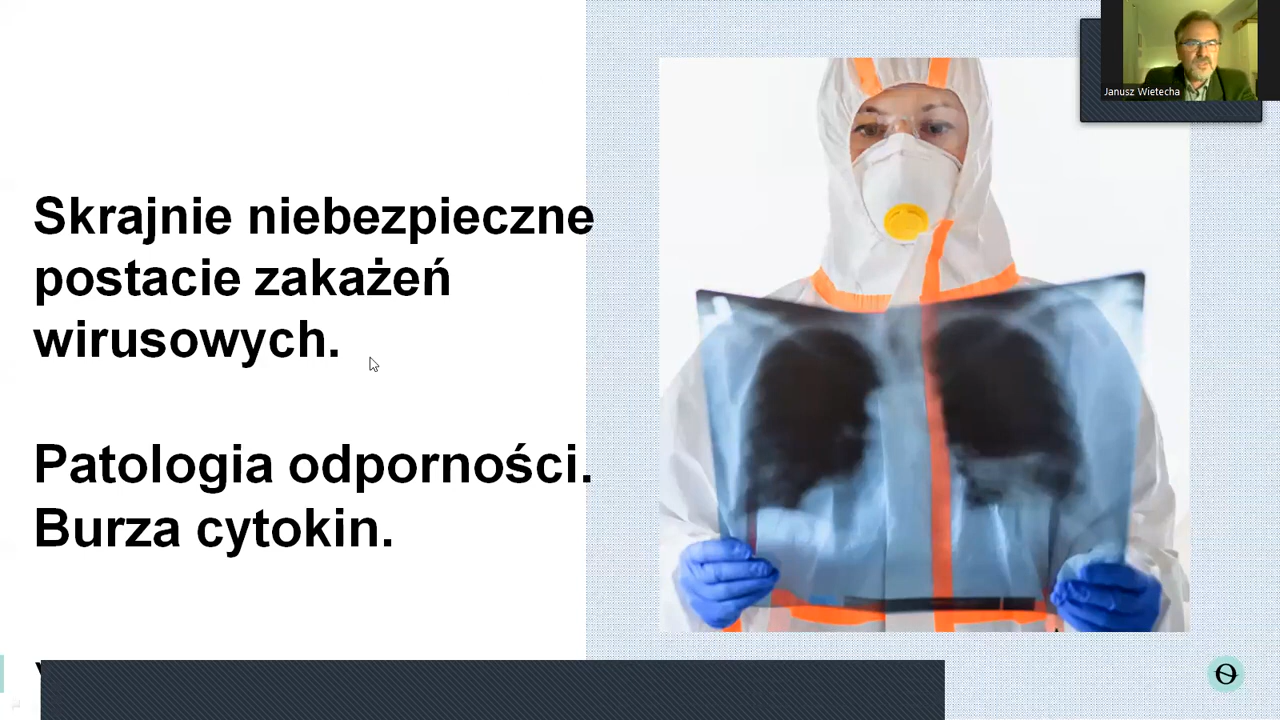 Janusz Wietecha
Skrajnie niebezpieczne
postacie zakażeń
wirusowych.
Patologia odporności.
Burza cytokin.